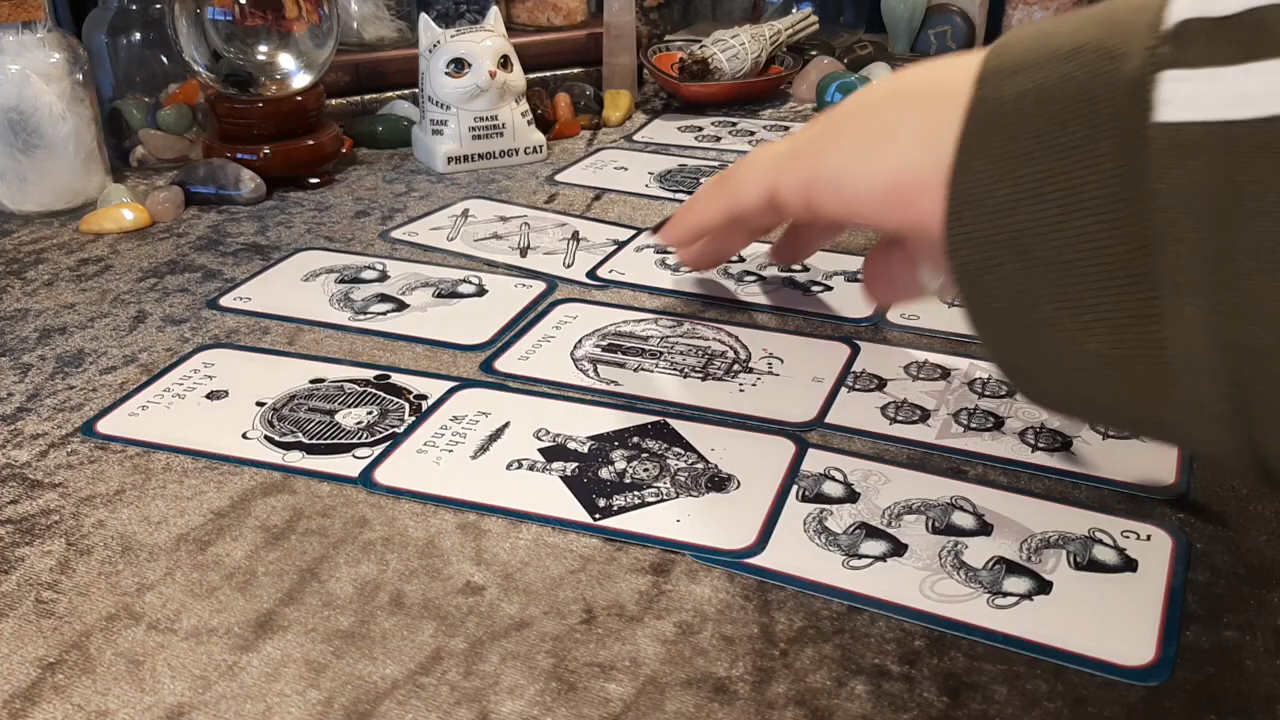 EAT
SLEEP
TEASE
DOG
CHASE
INVISIBLE
OBJECTS
PHRENOLOGY CAT
7
3
3
The Moon
King
OF
Pentacles
Knight
OF
Wands
5